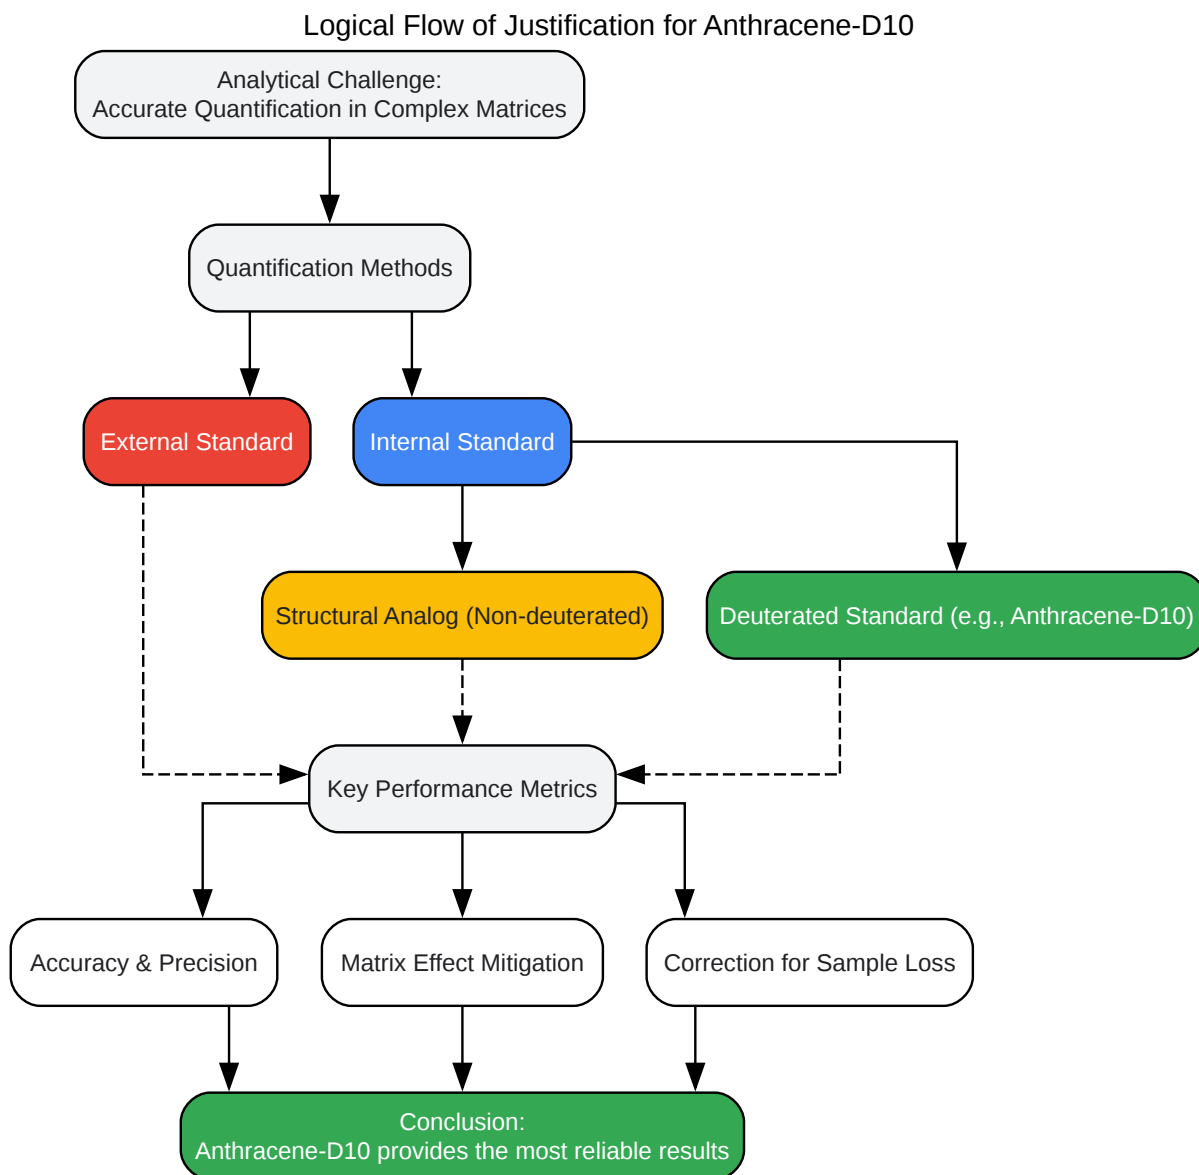 Logical Flow of Justification for Anthracene-D10
Analytical Challenge:
Accurate Quantification in Complex Matrices
Quantification Methods
External Standard
Internal Standard
Structural Analog (Non-deuterated)
Deuterated Standard (e.g., Anthracene-D10)
Key Performance Metrics
Accuracy & Precision
Matrix Effect Mitigation
Correction for Sample Loss
Conclusion:
Anthracene-D10 provides the most reliable results